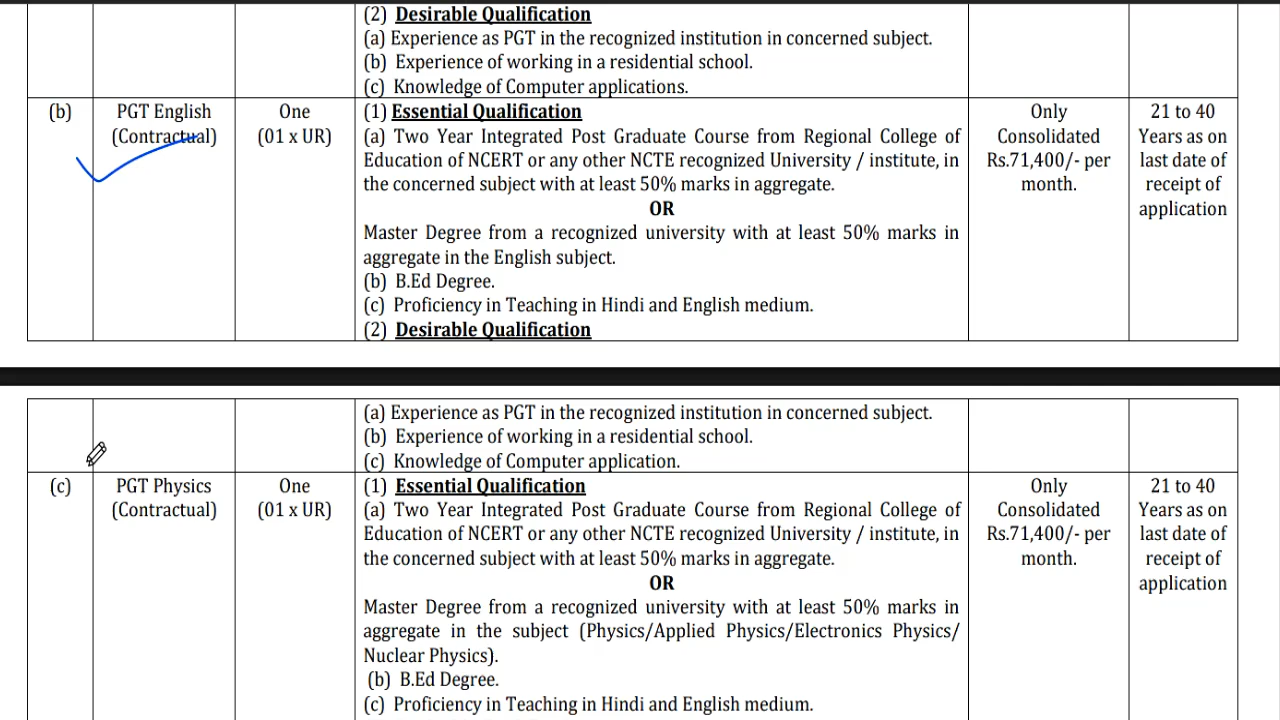 (2) Desirable Qualification
(a) Experience as PGT in the recognized institution in concerned subject.
(b) Experience of working in a residential school.
(c) Knowledge of Computer applications.
(b)
PGT English
(Contractual)
One
(01 x UR)
(1) Essential Qualification
(a) Two Year Integrated Post Graduate Course from Regional College of
Education of NCERT or any other NCTE recognized University / institute, in
the concerned subject with at least 50% marks in aggregate.
OR
Master Degree from a recognized university with at least 50% marks in
aggregate in the English subject.
(b) B.Ed Degree.
(c) Proficiency in Teaching in Hindi and English medium.
(2) Desirable Qualification
Only
Consolidated
Rs.71,400/- per
month.
21 to 40
Years as on
last date of
receipt of
application
(a) Experience as PGT in the recognized institution in concerned subject.
(b) Experience of working in a residential school.
(c) Knowledge of Computer application.
(c)
PGT Physics
(Contractual)
One
(01 x UR)
(1) Essential Qualification
(a) Two Year Integrated Post Graduate Course from Regional College of
Education of NCERT or any other NCTE recognized University / institute, in
the concerned subject with at least 50% marks in aggregate.
OR
Master Degree from a recognized university with at least 50% marks in
aggregate in the subject (Physics/Applied Physics/Electronics Physics/
Nuclear Physics).
(b) B.Ed Degree.
(c) Proficiency in Teaching in Hindi and English medium.
Only
Consolidated
Rs.71,400/- per
month.
21 to 40
Years as on
last date of
receipt of
application